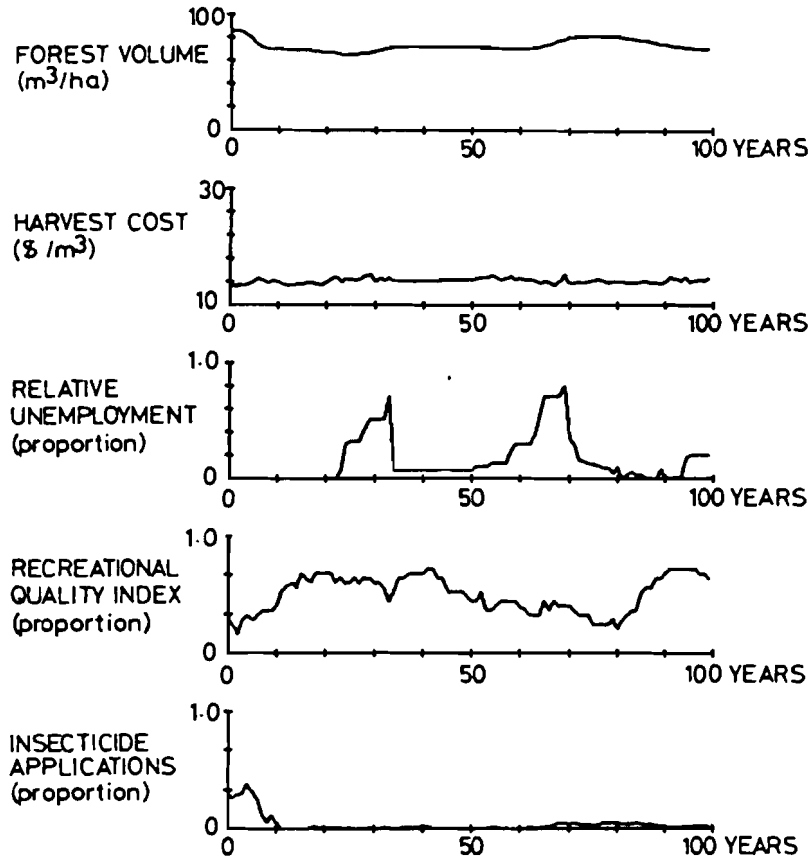 100
FOREST VOLUME
(m³/ha)
0
0 50 100 YEARS
30
HARVEST COST
($/m³)
10
0 50 100 YEARS
1.0
RELATIVE
UNEMPLOYMENT
(proportion)
0
0 50 100 YEARS
1.0
RECREATIONAL
QUALITY INDEX
(proportion)
0
0 50 100 YEARS
1.0
INSECTICIDE
APPLICATIONS
(proportion)
0
0 50 100 YEARS